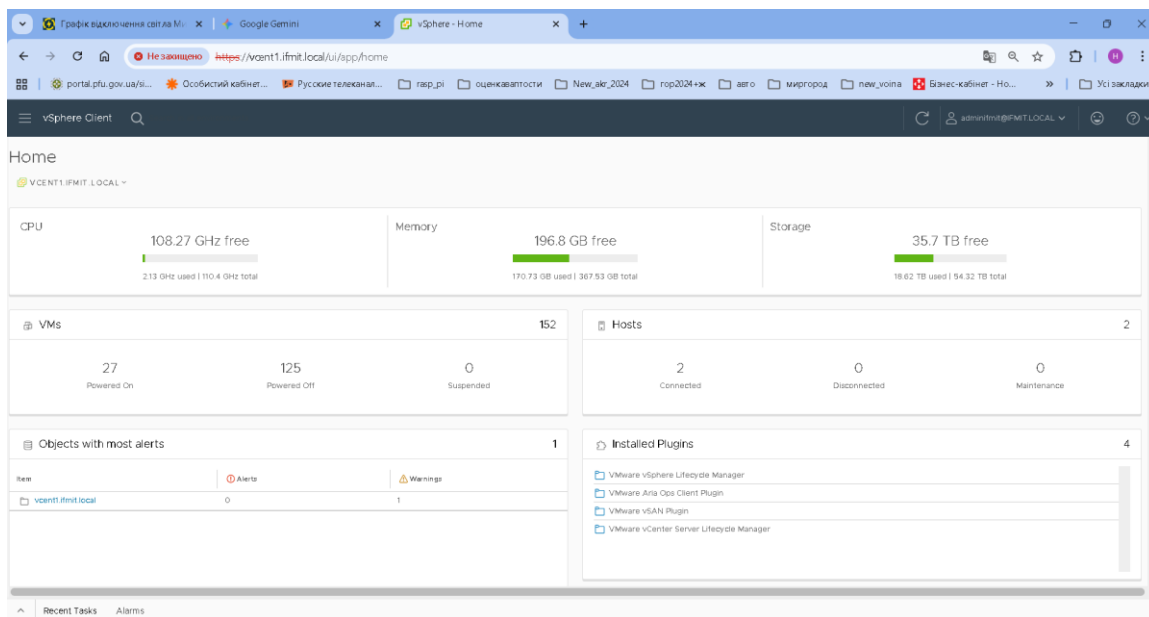 Графік відключення світла Ми
Google Gemini
vSphere - Home
Не захищено https://vcent1.ifmit.local/ui/app/home
portal.pfu.gov.ua/si...
Особистий кабінет...
Русские телеканал...
rasp_pi
оценкавартости
New_akr_2024
гор2024+ж
авто
миргород
new_voina
Бізнес-кабінет - Но...
»
Усі закладки
vSphere Client
adminifmit@IFMIT.LOCAL
Home
VCENT1.IFMIT.LOCAL
CPU
108.27 GHz free
2.13 GHz used | 110.4 GHz total
Memory
196.8 GB free
170.73 GB used | 367.53 GB total
Storage
35.7 TB free
18.62 TB used | 54.32 TB total
VMs 152
27 125 0
Powered On Powered Off Suspended
Hosts 2
2 0 0
Connected Disconnected Maintenance
Objects with most alerts 1
Item Alerts Warnings
vcent1.ifmit.local 0 1
Installed Plugins 4
VMware vSphere Lifecycle Manager
VMware Aria Ops Client Plugin
VMware vSAN Plugin
VMware vCenter Server Lifecycle Manager
Recent Tasks Alarms